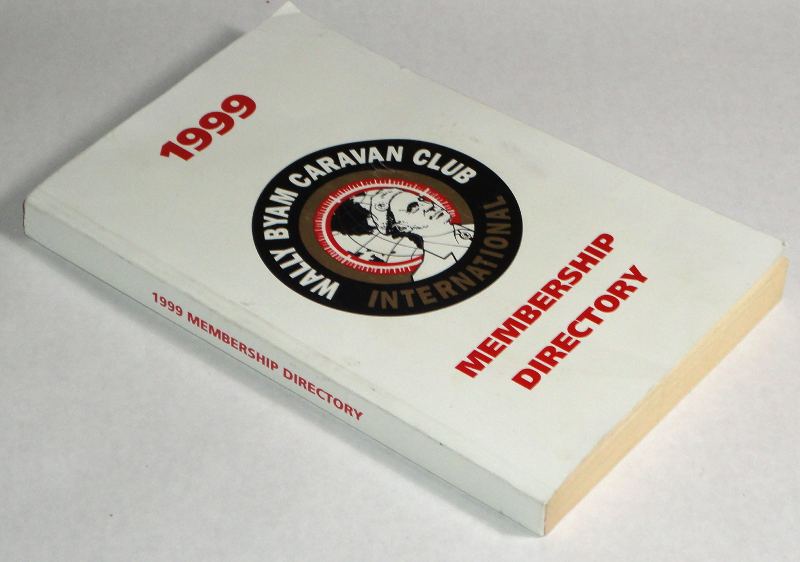 1999
WALLY BYAM CARAVAN CLUB
INTERNATIONAL
MEMBERSHIP
DIRECTORY
1999 MEMBERSHIP DIRECTORY